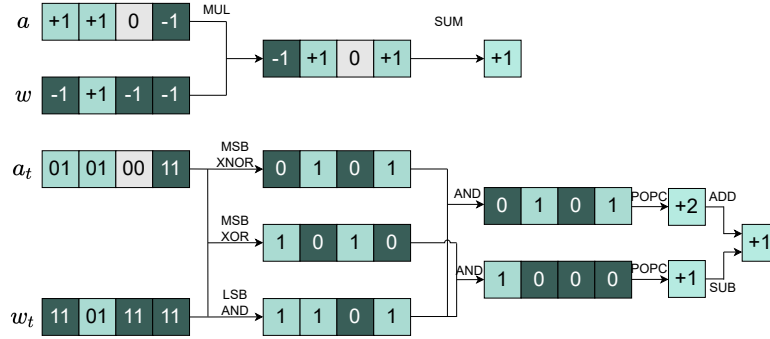 a +1 +1 0 -1 MUL SUM
-1 +1 0 +1 +1
w -1 +1 -1 -1
a_t 01 01 00 11 MSB XNOR 0 1 0 1
AND 0 1 0 1 POPC +2 ADD
MSB XOR 1 0 1 0 +1
AND 1 0 0 0 POPC +1 SUB
w_t 11 01 11 11 LSB AND 1 1 0 1